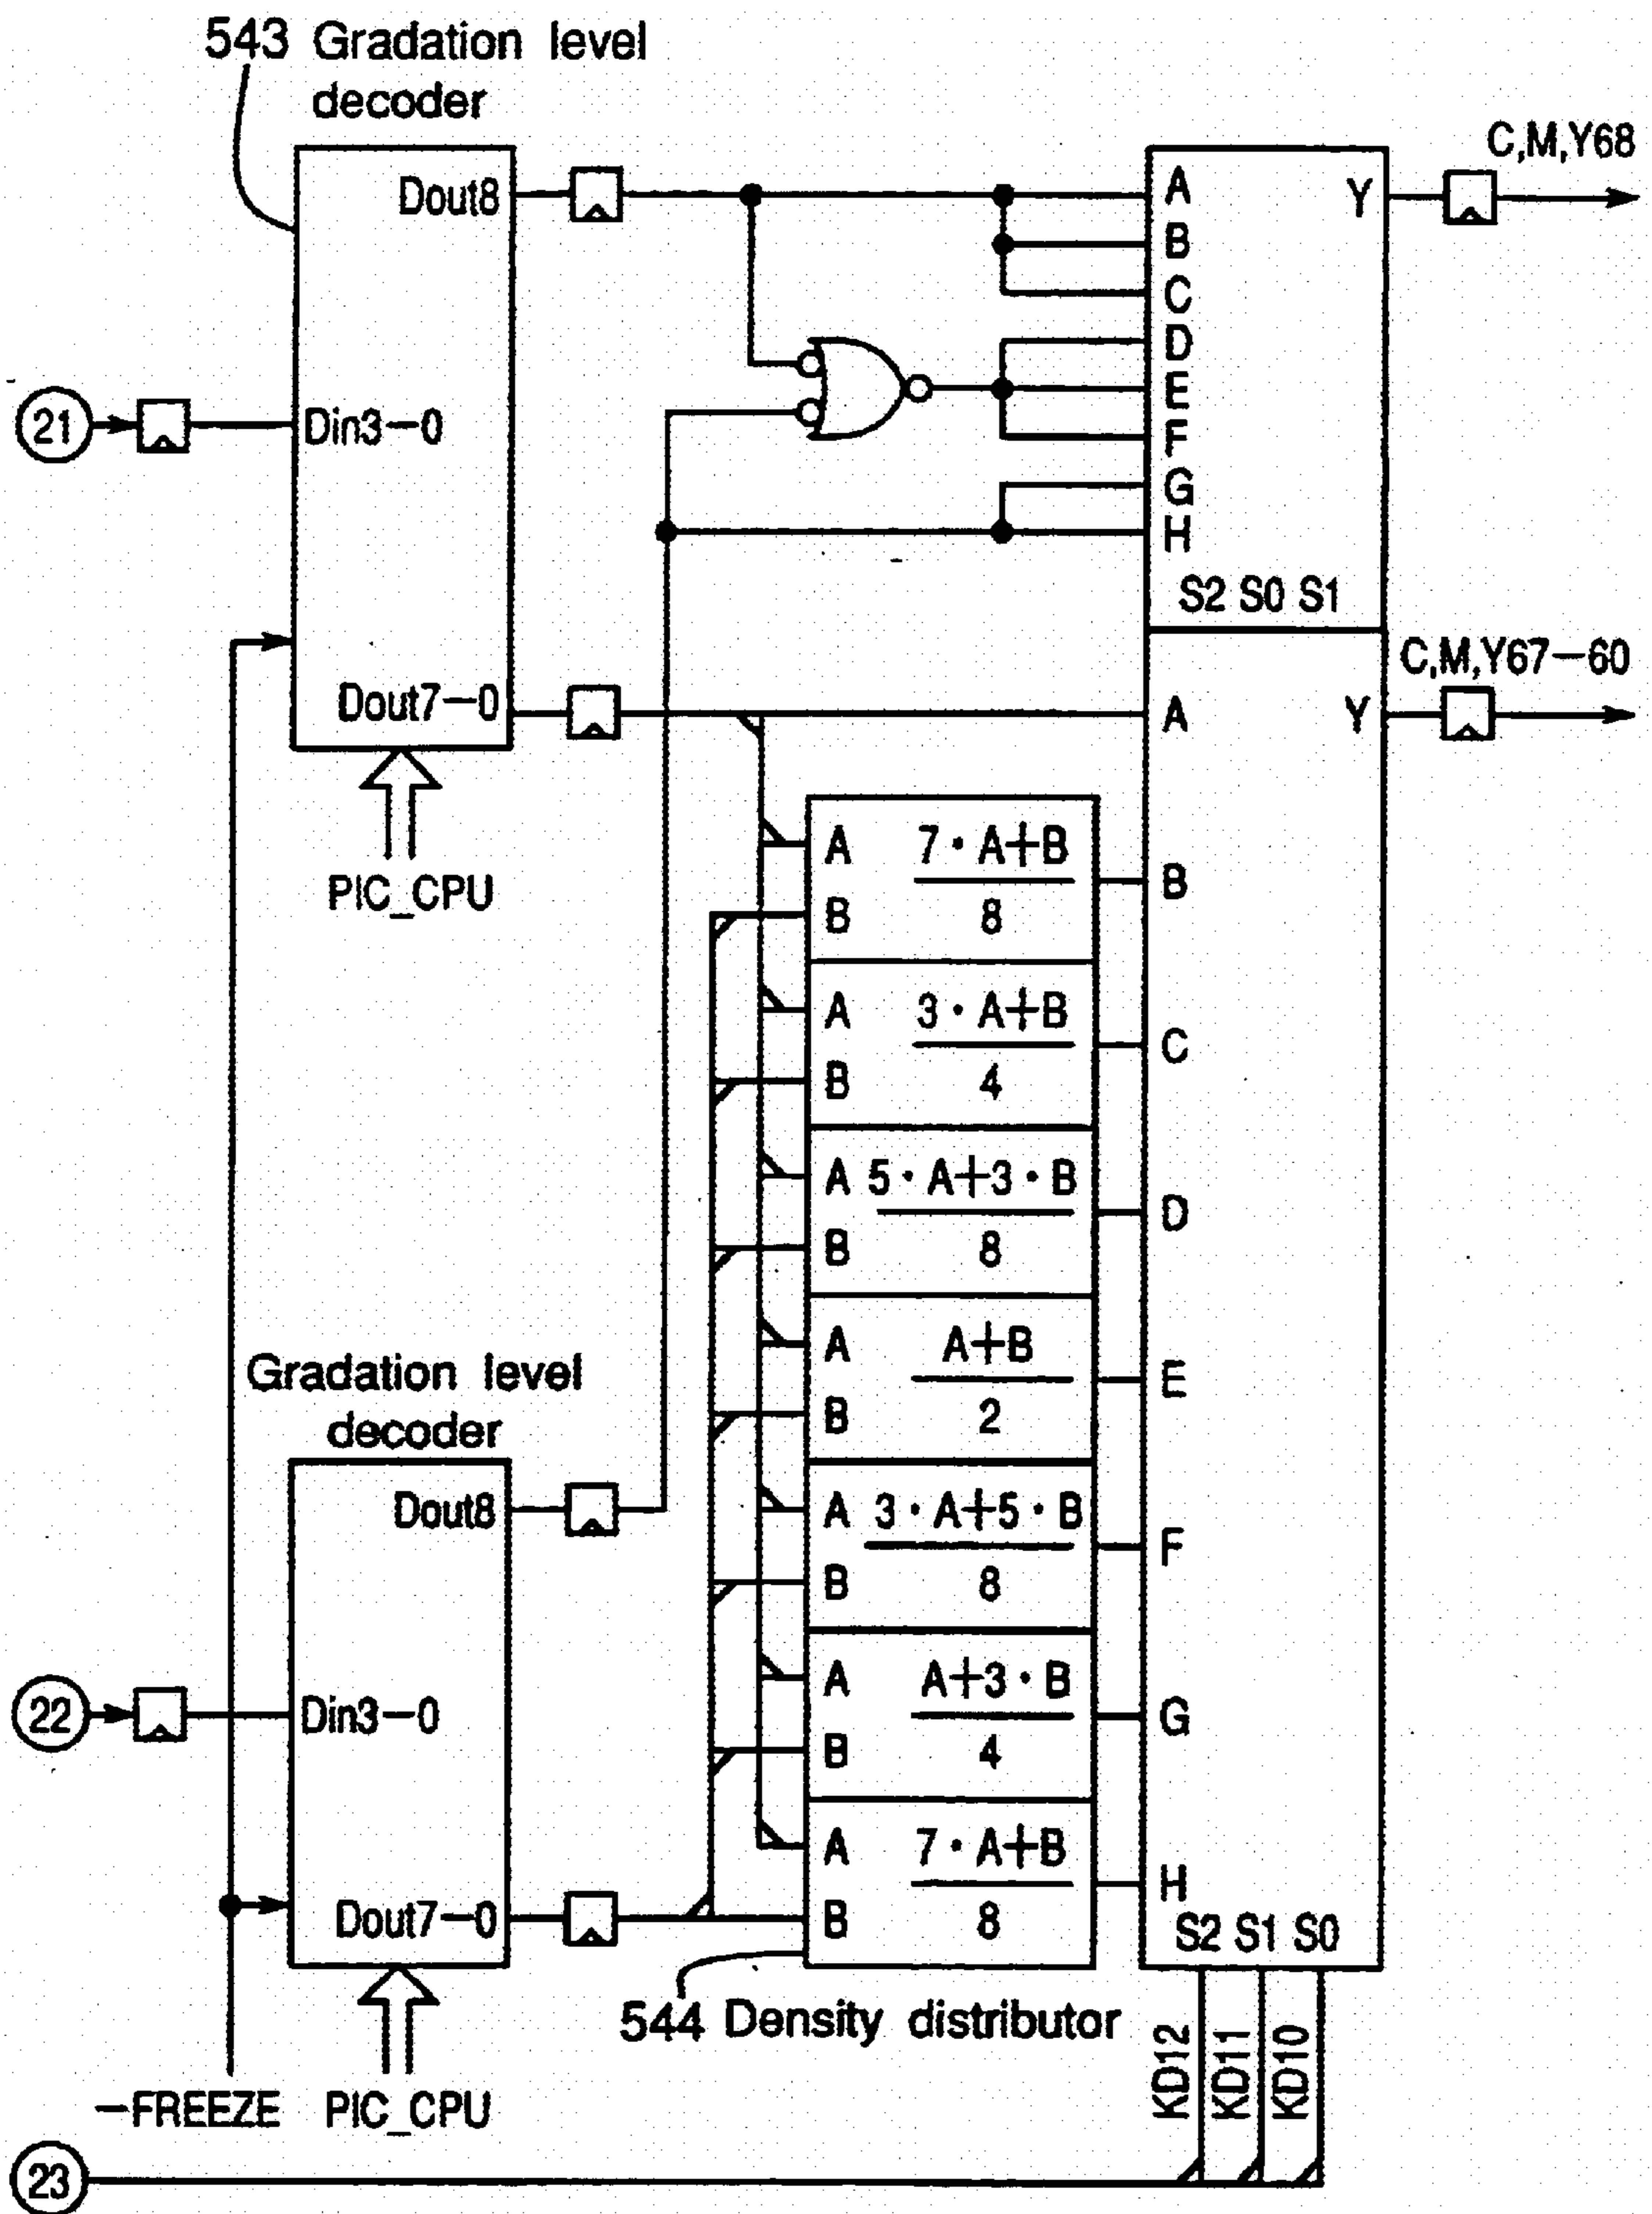 543 Gradation level
decoder
C,M,Y68
Dout8
A
Y
B
C
D
E
21
Din3-0
F
G
H
S2 S0 S1
C,M,Y67-60
Dout7-0
A
Y
PIC_CPU
A 7・A+B
B 8
B
A 3・A+B
B 4
C
A 5・A+3・B
B 8
D
A A+B
B 2
E
Gradation level
decoder
Dout8
A 3・A+5・B
B 8
F
22
Din3-0
A A+3・B
B 4
G
A 7・A+B
B 8
H
Dout7-0
S2 S1 S0
544 Density distributor
KD12
KD11
KD10
-FREEZE
PIC_CPU
23